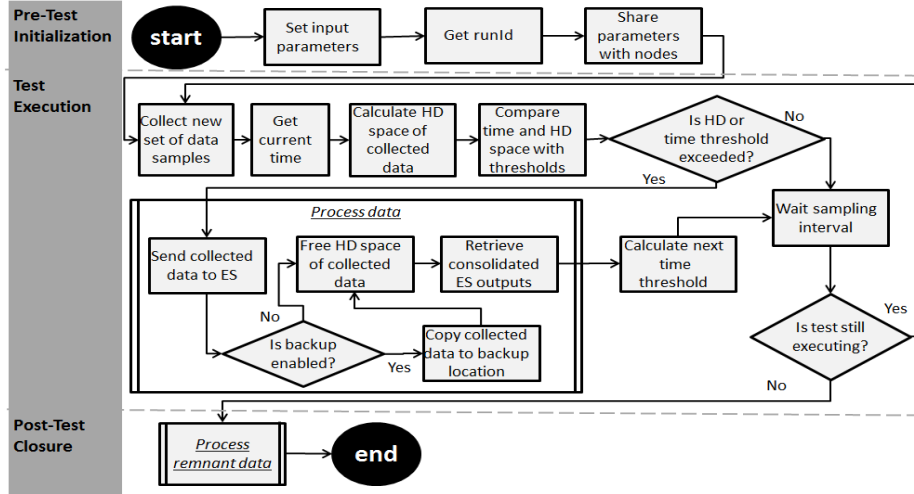 Pre-Test
Initialization
start
Set input
parameters
Get runId
Share
parameters
with nodes
Test
Execution
Collect new
set of data
samples
Get
current
time
Calculate HD
space of
collected
data
Compare
time and HD
space with
thresholds
Is HD or
time threshold
exceeded?
No
Yes
Process data
Send collected
data to ES
Free HD space
of collected
data
Retrieve
consolidated
ES outputs
Calculate next
time
threshold
Wait sampling
interval
No
Is backup
enabled?
Yes
Copy collected
data to backup
location
Is test still
executing?
Yes
No
Post-Test
Closure
Process
remnant data
end